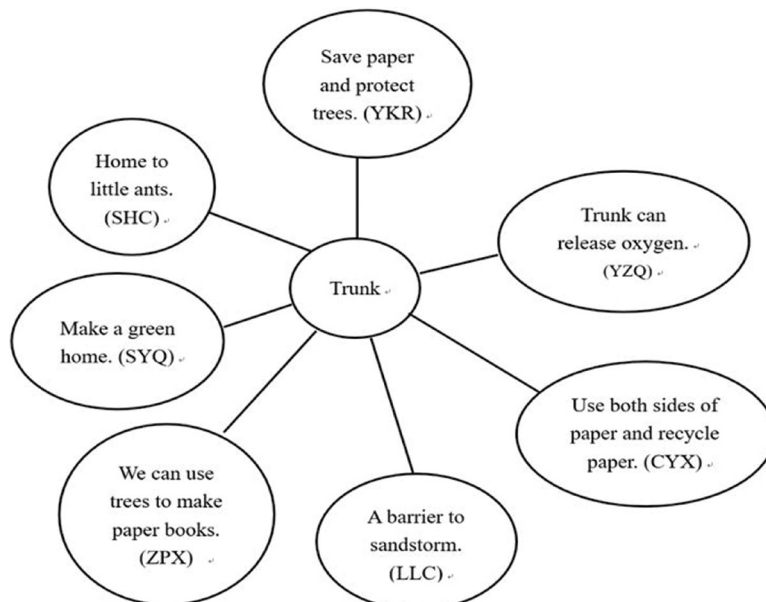 Save paper
and protect
trees. (YKR)
Home to
little ants.
(SHC)
Trunk can
release oxygen.
(YZQ)
Trunk
Make a green
home. (SYQ)
Use both sides of
paper and recycle
paper. (CYX)
We can use
trees to make
paper books.
(ZPX)
A barrier to
sandstorm.
(LLC)